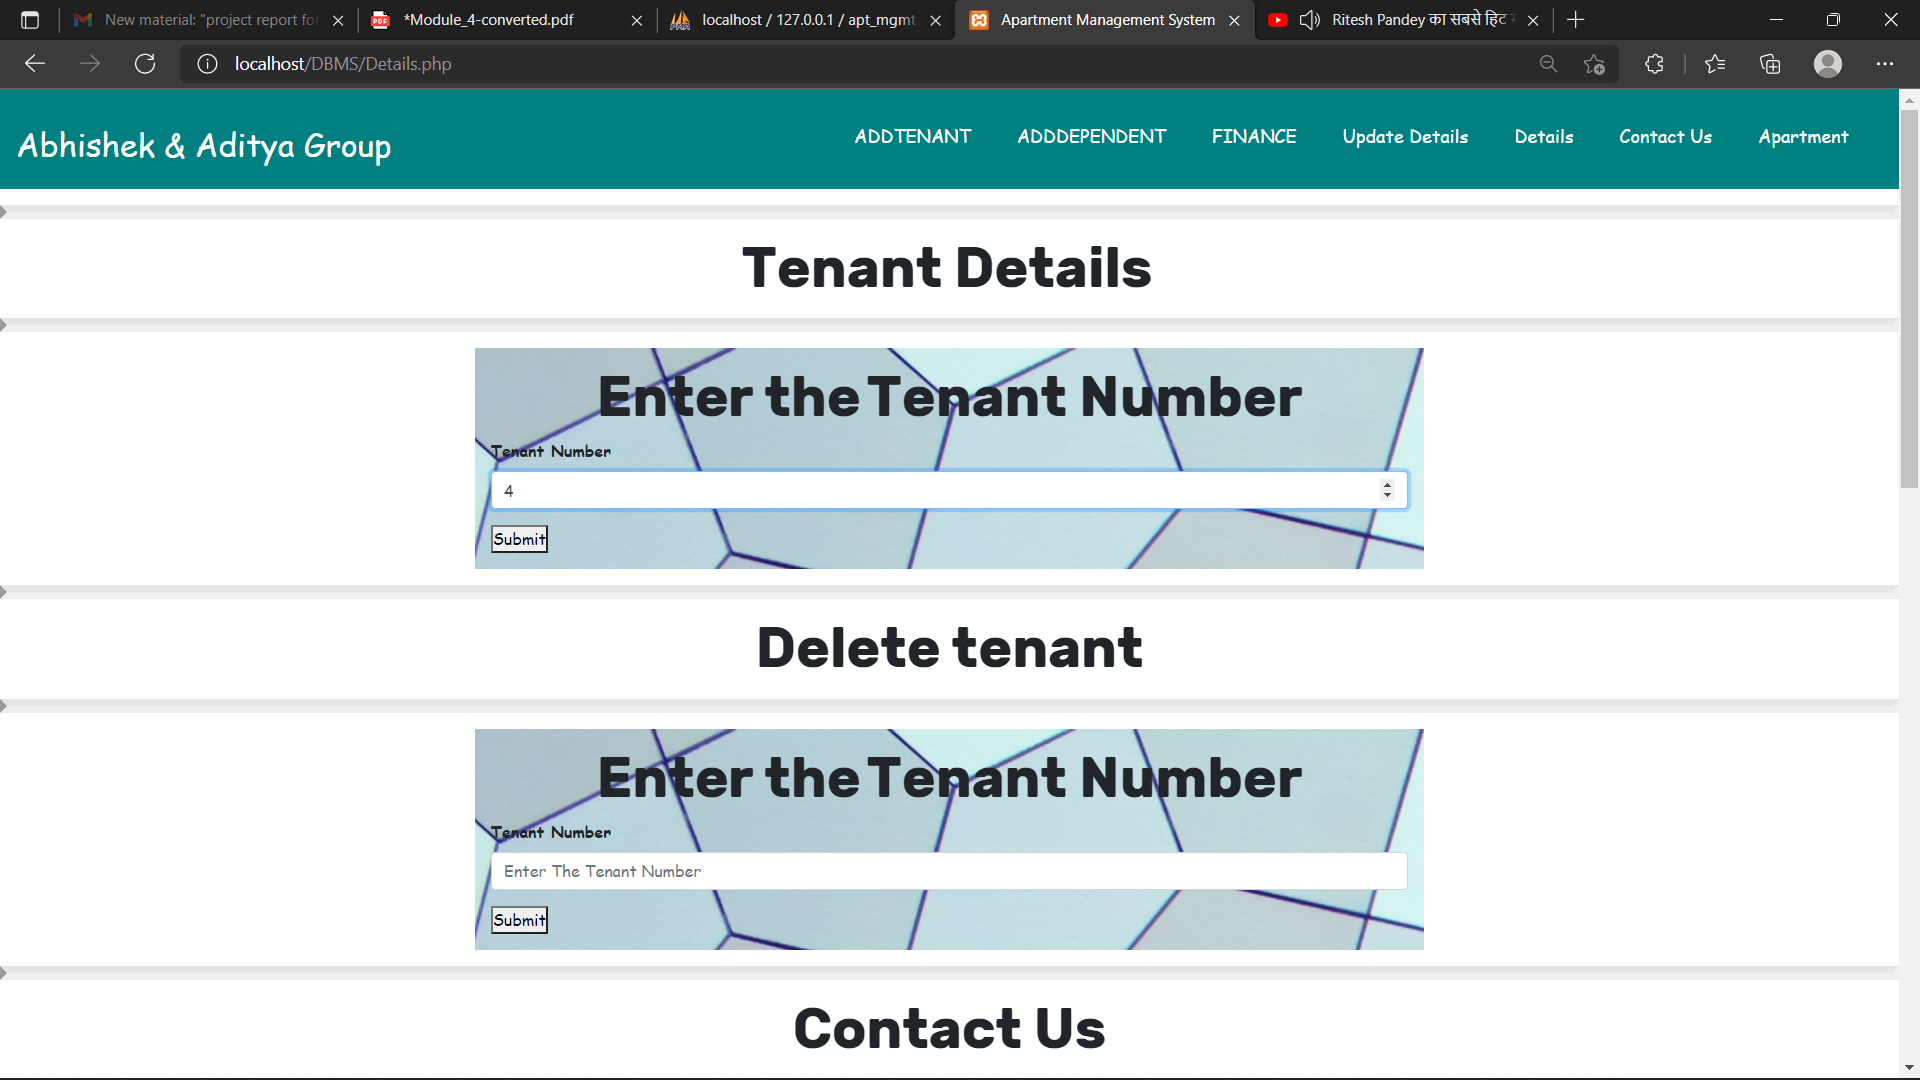 New material: "project report for
*Module_4-converted.pdf
localhost / 127.0.0.1 / apt_mgmt
Apartment Management System
Ritesh Pandey का सबसे हिट
localhost/DBMS/Details.php
Abhishek & Aditya Group
ADDTENANT
ADDDEPENDENT
FINANCE
Update Details
Details
Contact Us
Apartment
Tenant Details
Enter the Tenant Number
Tenant Number
4
Submit
Delete tenant
Enter the Tenant Number
Tenant Number
Enter The Tenant Number
Submit
Contact Us